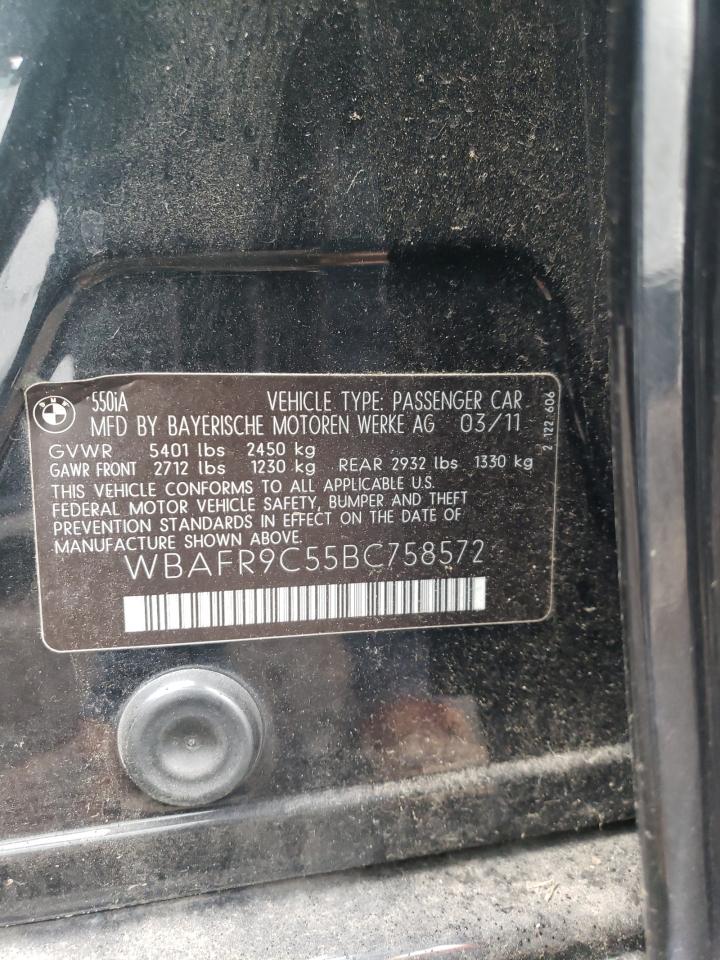 BMW
550iA VEHICLE TYPE: PASSENGER CAR
MFD BY BAYERISCHE MOTOREN WERKE AG 03/11
GVWR 5401 lbs 2450 kg
GAWR FRONT 2712 lbs 1230 kg REAR 2932 lbs 1330 kg
THIS VEHICLE CONFORMS TO ALL APPLICABLE U.S.
FEDERAL MOTOR VEHICLE SAFETY, BUMPER AND THEFT
PREVENTION STANDARDS IN EFFECT ON THE DATE OF
MANUFACTURE SHOWN ABOVE.
WBAFR9C55BC758572
2 122 606